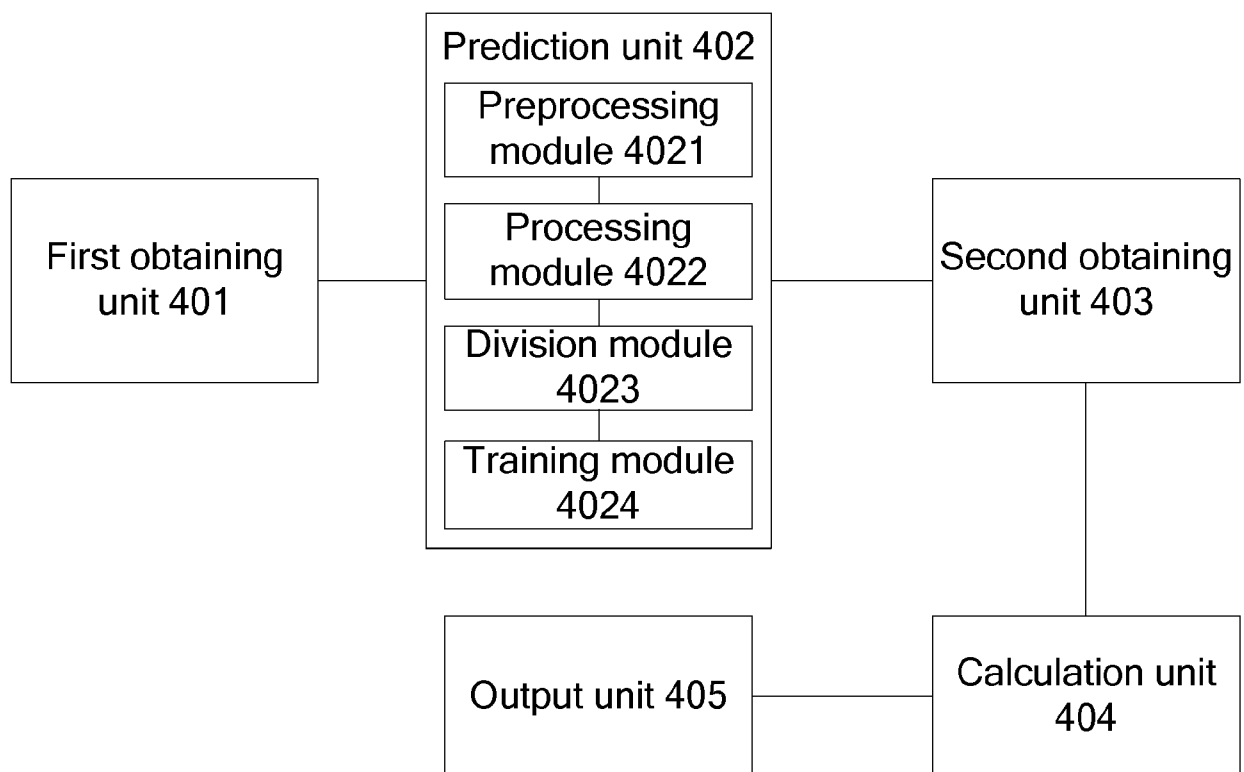 Prediction unit 402
Preprocessing
module 4021
Processing
module 4022
Division module
4023
Training module
4024
First obtaining
unit 401
Second obtaining
unit 403
Calculation unit
404
Output unit 405